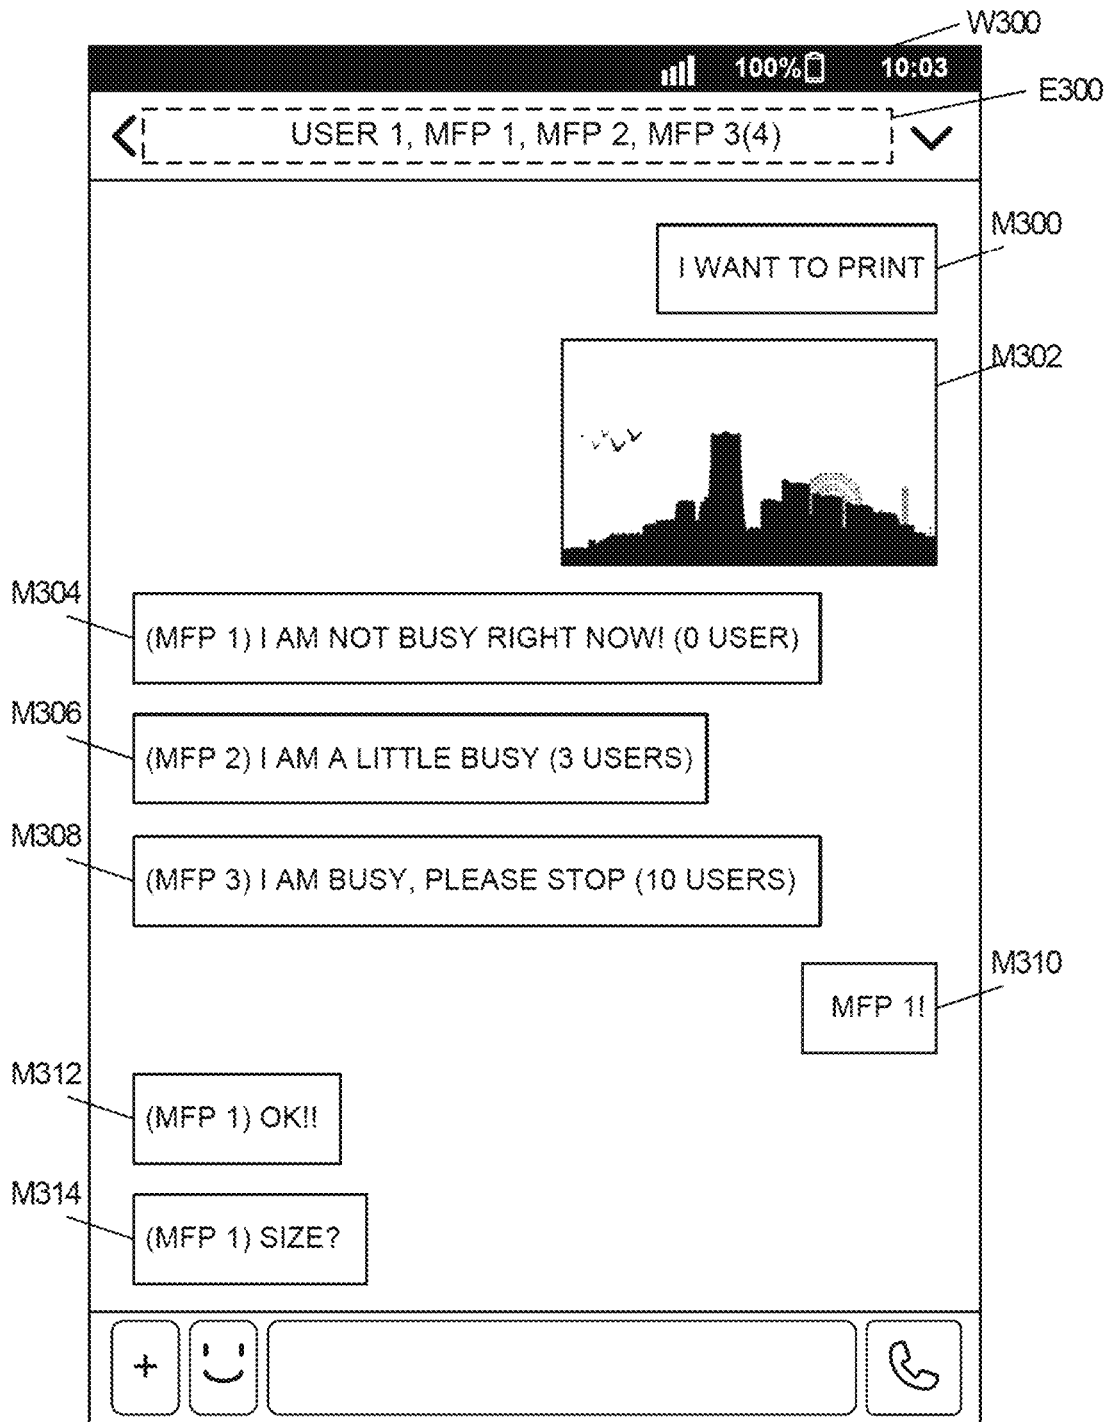 W300
100% 10:03
E300
USER 1, MFP 1, MFP 2, MFP 3(4)
M300
I WANT TO PRINT
M302
M304
(MFP 1) I AM NOT BUSY RIGHT NOW! (0 USER)
M306
(MFP 2) I AM A LITTLE BUSY (3 USERS)
M308
(MFP 3) I AM BUSY, PLEASE STOP (10 USERS)
M310
MFP 1!
M312
(MFP 1) OK!!
M314
(MFP 1) SIZE?
+